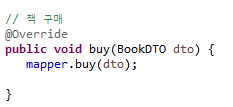 // 책 구매
@Override
public void buy(BookDTO dto) {
mapper.buy(dto);
}